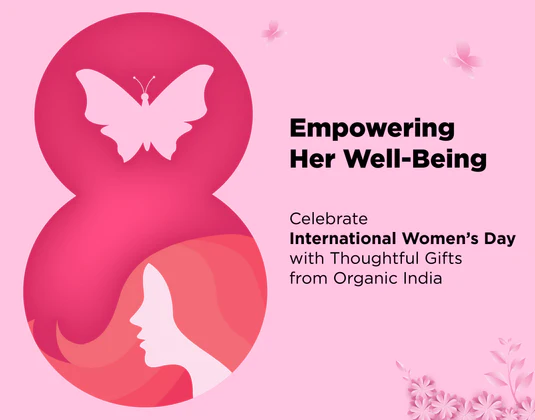 Empowering
Her Well-Being
Celebrate
International Women's Day
with Thoughtful Gifts
from Organic India